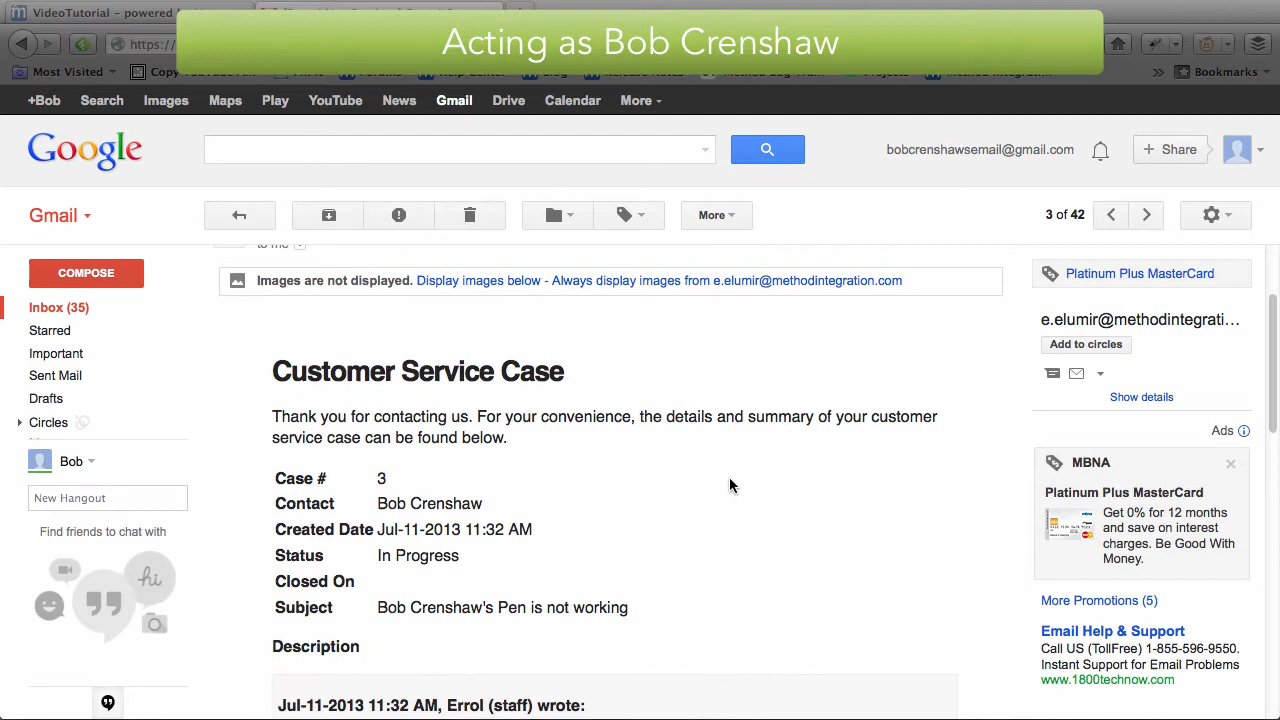 VideoTutorial - powered
Acting as Bob Crenshaw
https://
Most Visited
Bookmarks
+Bob Search Images Maps Play YouTube News Gmail Drive Calendar More
Google
bobcrenshawsemail@gmail.com
+ Share
Gmail
More
3 of 42
COMPOSE
Inbox (35)
Starred
Important
Sent Mail
Drafts
Circles
Bob
New Hangout
Find friends to chat with
hi
to me
Images are not displayed. Display images below - Always display images from e.elumir@methodintegration.com
Customer Service Case
Thank you for contacting us. For your convenience, the details and summary of your customer
service case can be found below.
Case # 3
Contact Bob Crenshaw
Created Date Jul-11-2013 11:32 AM
Status In Progress
Closed On
Subject Bob Crenshaw's Pen is not working
Description
Jul-11-2013 11:32 AM, Errol (staff) wrote:
Platinum Plus MasterCard
e.elumir@methodintegrati...
Add to circles
Show details
Ads
MBNA
Platinum Plus MasterCard
Get 0% for 12 months
and save on interest
charges. Be Good With
Money.
More Promotions (5)
Email Help & Support
Call US (TollFree) 1-855-596-9550.
Instant Support for Email Problems
www.1800technow.com